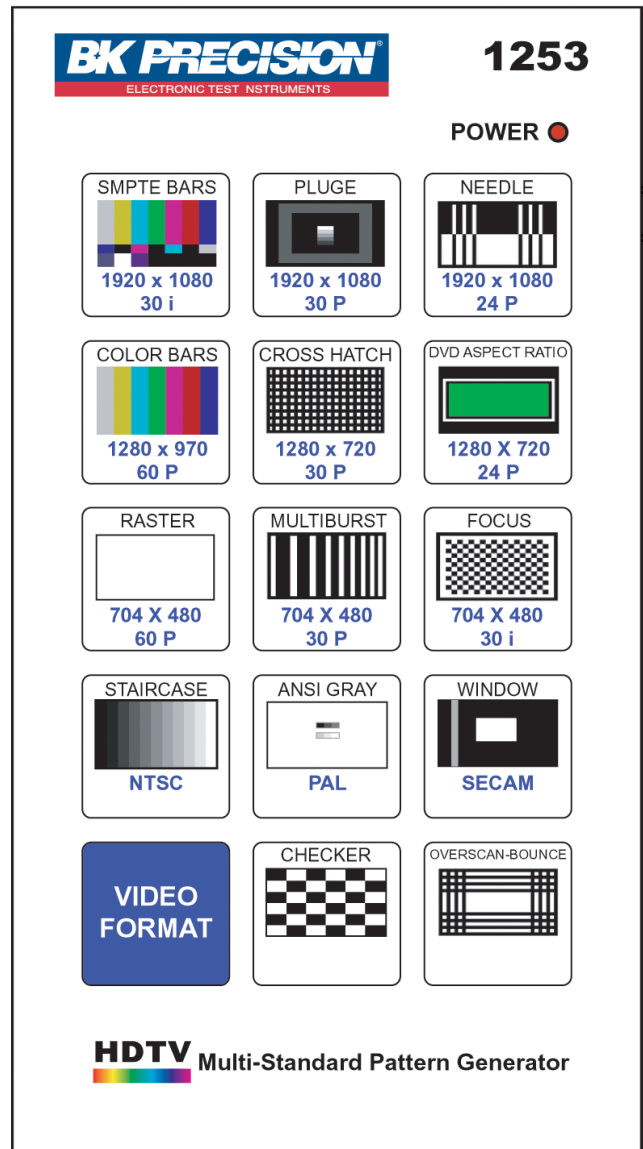 BK PRECISION®
ELECTRONIC TEST NSTRUMENTS
1253
POWER
SMPTE BARS
1920 x 1080
30 i
PLUGE
1920 x 1080
30 P
NEEDLE
1920 x 1080
24 P
COLOR BARS
1280 x 970
60 P
CROSS HATCH
1280 x 720
30 P
DVD ASPECT RATIO
1280 X 720
24 P
RASTER
704 X 480
60 P
MULTIBURST
704 X 480
30 P
FOCUS
704 X 480
30 i
STAIRCASE
NTSC
ANSI GRAY
PAL
WINDOW
SECAM
VIDEO
FORMAT
CHECKER
OVERSCAN-BOUNCE
HDTV Multi-Standard Pattern Generator